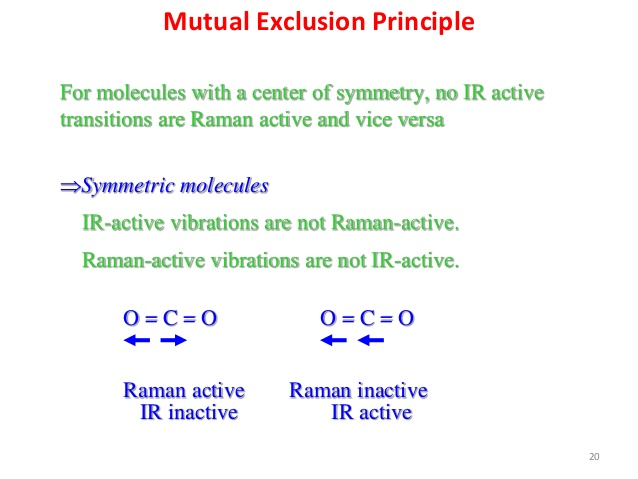 Mutual Exclusion Principle
For molecules with a center of symmetry, no IR active
transitions are Raman active and vice versa
⇒Symmetric molecules
IR-active vibrations are not Raman-active.
Raman-active vibrations are not IR-active.
O = C = O O = C = O
Raman active Raman inactive
IR inactive IR active
20